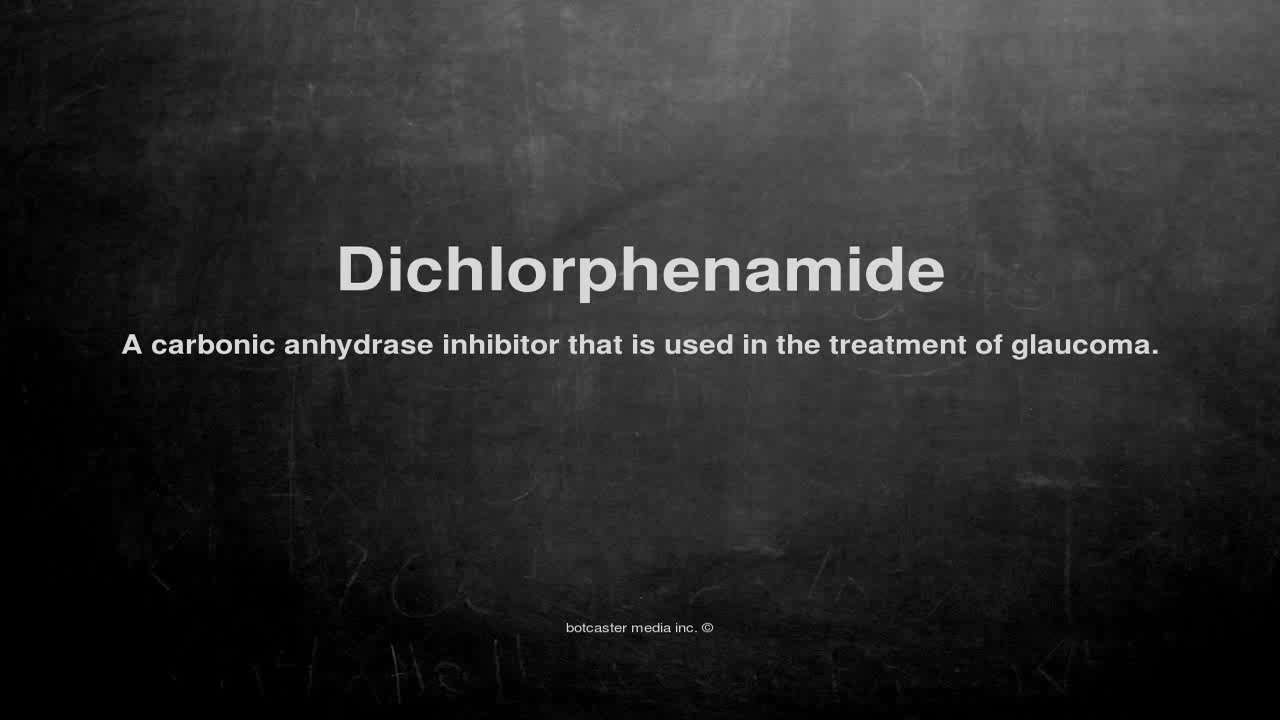 Dichlorphenamide
A carbonic anhydrase inhibitor that is used in the treatment of glaucoma.
botcaster media inc. ©